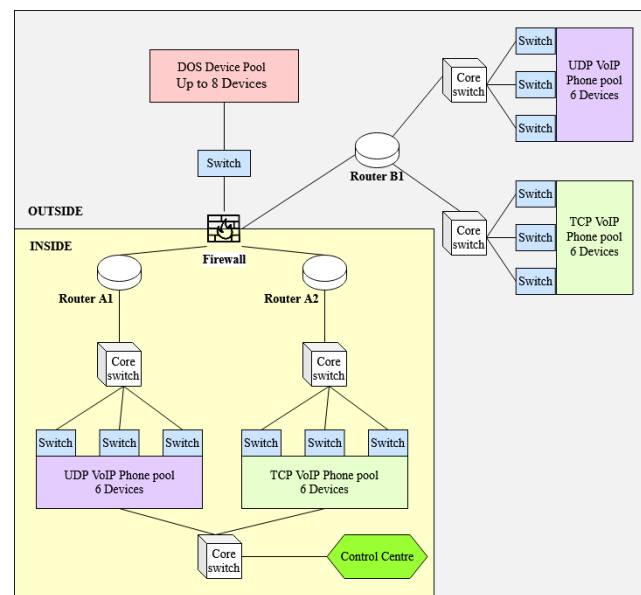 DOS Device Pool
Up to 8 Devices
Switch
Core
switch
Switch
Switch
Switch
UDP VoIP
Phone pool
6 Devices
Router B1
Core
switch
Switch
Switch
Switch
TCP VoIP
Phone pool
6 Devices
OUTSIDE
INSIDE
Firewall
Router A1
Router A2
Core
switch
Core
switch
Switch
Switch
Switch
Switch
Switch
Switch
UDP VoIP Phone pool
6 Devices
TCP VoIP Phone pool
6 Devices
Core
switch
Control Centre